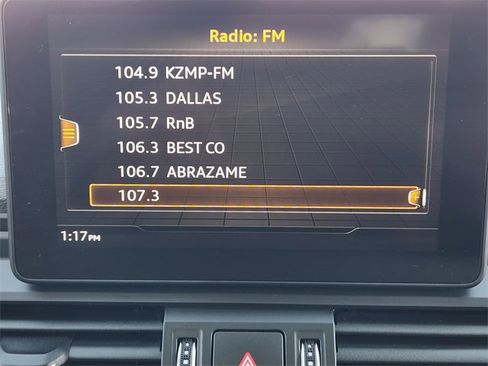 Radio: FM
104.9 KZMP-FM
105.3 DALLAS
105.7 RnB
106.3 BEST CO
106.7 ABRAZAME
107.3
1:17PM